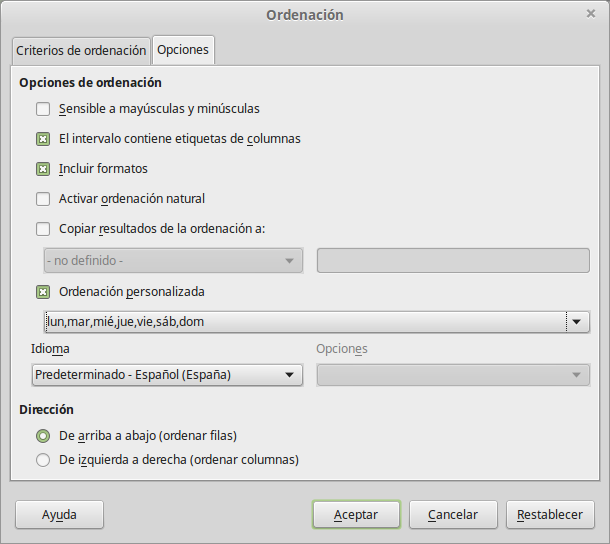 Ordenación
Criterios de ordenación Opciones
Opciones de ordenación
Sensible a mayúsculas y minúsculas
El intervalo contiene etiquetas de columnas
Incluir formatos
Activar ordenación natural
Copiar resultados de la ordenación a:
- no definido -
Ordenación personalizada
lun,mar,mié,jue,vie,sáb,dom
Idioma Opciones
Predeterminado - Español (España)
Dirección
De arriba a abajo (ordenar filas)
De izquierda a derecha (ordenar columnas)
Ayuda Aceptar Cancelar Restablecer